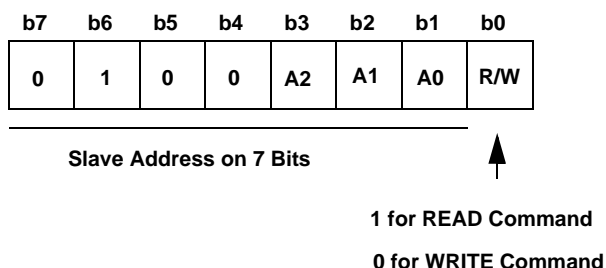 b7 b6 b5 b4 b3 b2 b1 b0
0 1 0 0 A2 A1 A0 R/W
Slave Address on 7 Bits
1 for READ Command
0 for WRITE Command